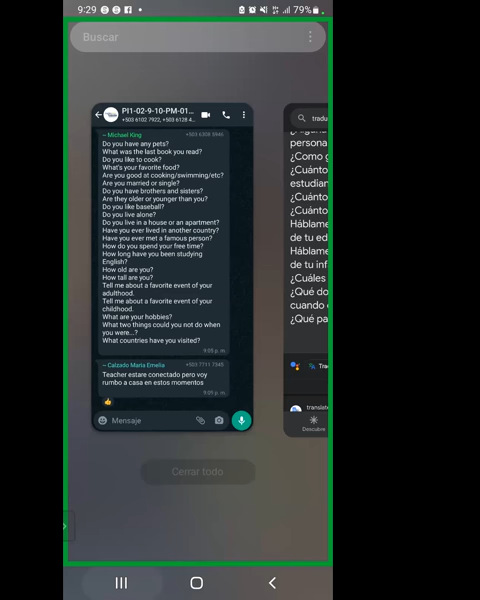 9:29
79%
Buscar
PI1-02-9-10-PM-01...
+503 6102 7922, +503 6128 4..
~ Michael King
+503 6308 5946
Do you have any pets?
What was the last book you read?
Do you like to cook?
What's your favorite food?
Are you good at cooking/swimming/etc?
Are you married or single?
Do you have brothers and sisters?
Are they older or younger than you?
Do you like baseball?
Do you live alone?
Do you live in a house or an apartment?
Have you ever lived in another country?
Have you ever met a famous person?
How do you spend your free time?
How long have you been studying
English?
How old are you?
How tall are you?
Tell me about a favorite event of your
adulthood.
Tell me about a favorite event of your
childhood.
What are your hobbies?
What two things could you not do when
you were...?
What countries have you visited?
9:05 p. m.
~ Calzado Maria Emelia
+503 7711 7345
Teacher estare conectado pero voy
rumbo a casa en estos momentos
9:09 p. m.
Mensaje
tradu
persona
¿Como g
¿Cuánto
estudian
¿Cuánto
¿Cuánto
Háblame
de tu ed
Háblame
de tu inf
¿Cuáles
¿Qué do
cuando e
¿Qué pa
Tra
translate
Descubre
Cerrar todo